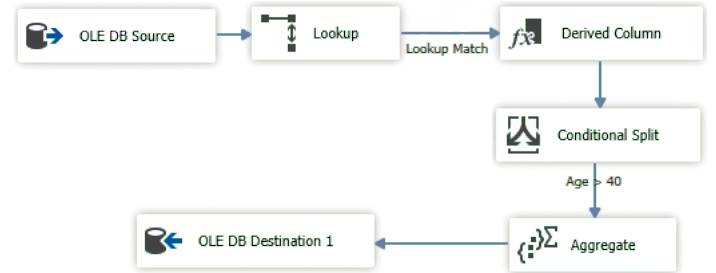 OLE DB Source
Lookup
Lookup Match
Derived Column
Conditional Split
Age > 40
Aggregate
OLE DB Destination 1